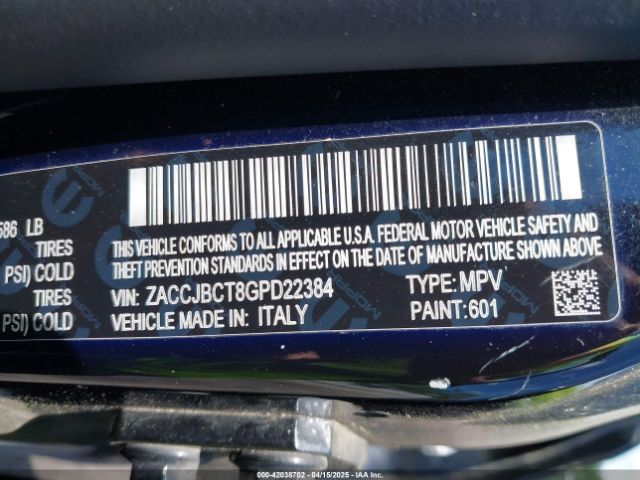 586 LB
TIRES
PSI) COLD
TIRES
PSI) COLD
THIS VEHICLE CONFORMS TO ALL APPLICABLE U.S.A. FEDERAL MOTOR VEHICLE SAFETY AND
THEFT PREVENTION STANDARDS IN EFFECT ON THE DATE OF MANUFACTURE SHOWN ABOVE
VIN: ZACCJBCT8GPD22384 TYPE: MPV
VEHICLE MADE IN: ITALY PAINT:601
000-42038702 - 04/15/2025 - IAAI.COM